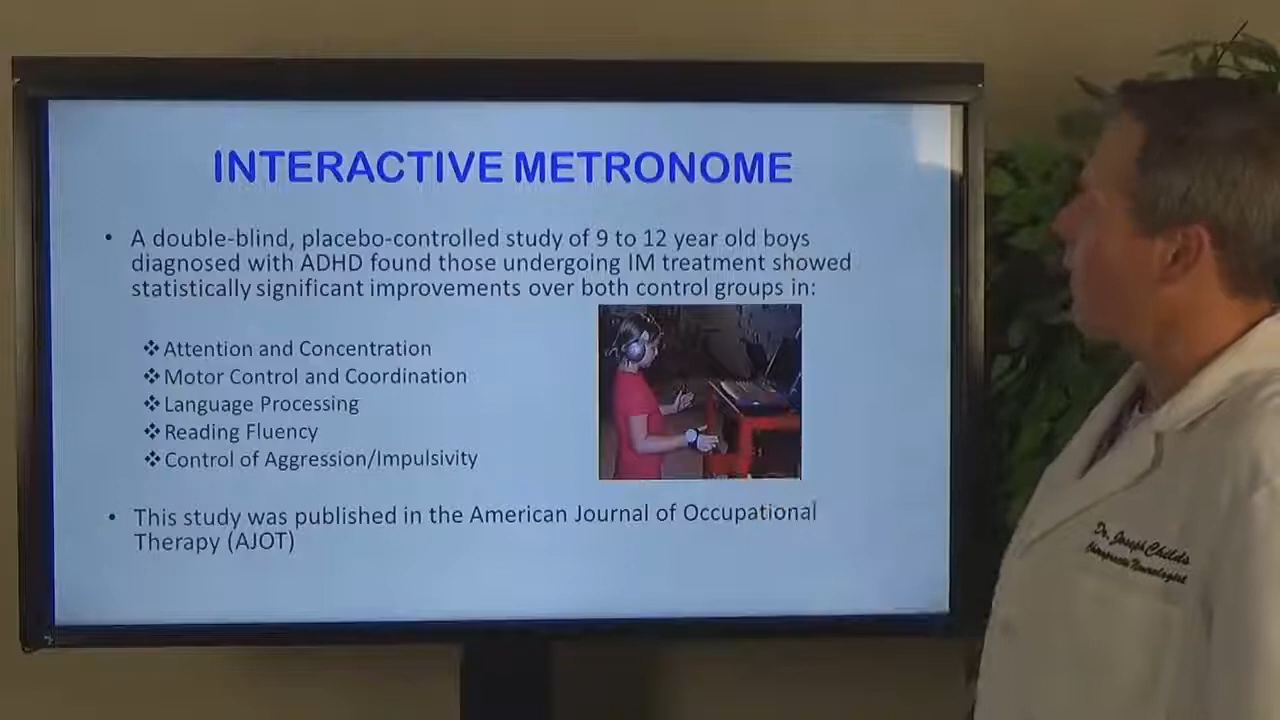 INTERACTIVE METRONOME
• A double-blind, placebo-controlled study of 9 to 12 year old boys
diagnosed with ADHD found those undergoing IM treatment showed
statistically significant improvements over both control groups in:
❖ Attention and Concentration
❖ Motor Control and Coordination
❖ Language Processing
❖ Reading Fluency
❖ Control of Aggression/Impulsivity
• This study was published in the American Journal of Occupational
Therapy (AJOT)
Dr. Joseph Childs
Chiropractic Neurologist